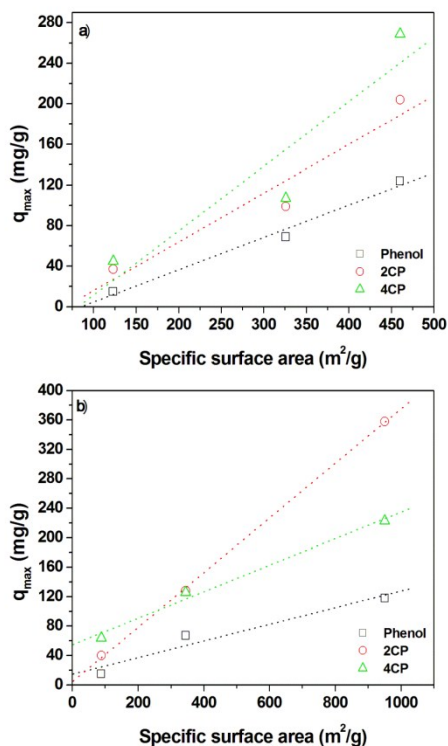 a)
280
240
200
160
120
80
40
0
q_max (mg/g)
Phenol
2CP
4CP
100 150 200 250 300 350 400 450 500
Specific surface area (m²/g)
b)
400
360
320
280
240
200
160
120
80
40
0
q_max (mg/g)
Phenol
2CP
4CP
0 200 400 600 800 1000
Specific surface area (m²/g)